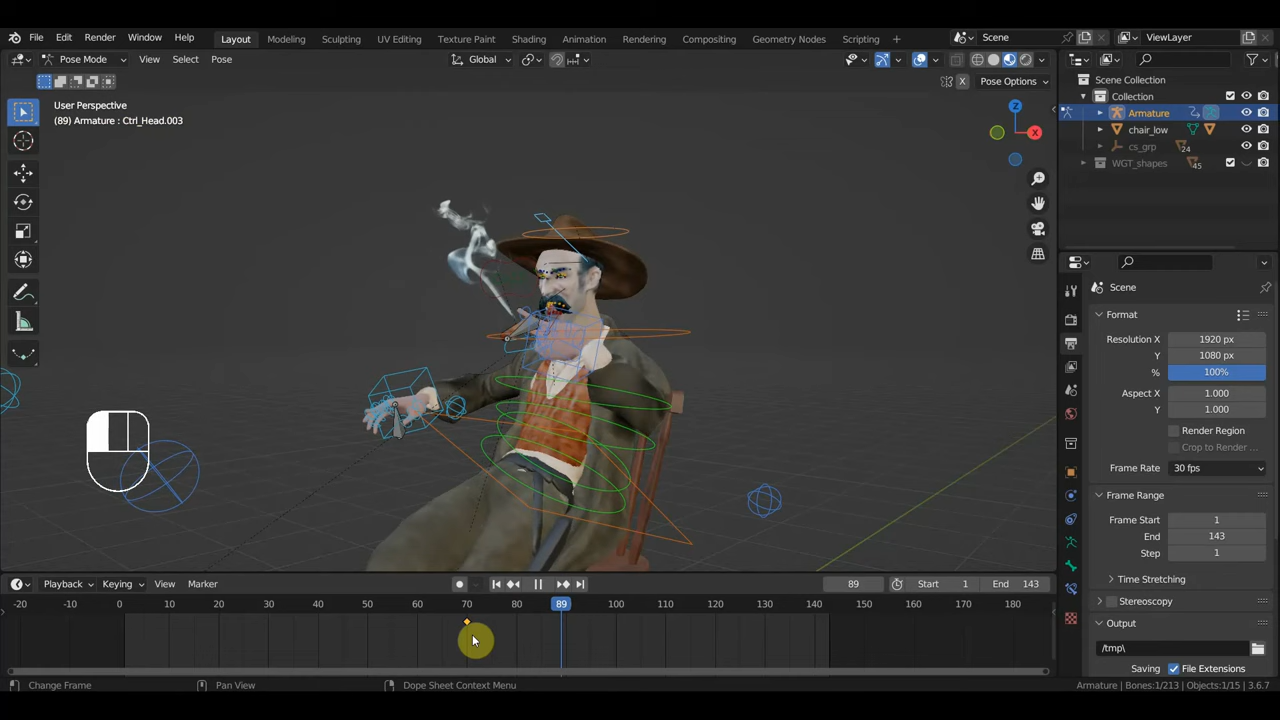 File Edit Render Window Help Layout Modeling Sculpting UV Editing Texture Paint Shading Animation Rendering Compositing Geometry Nodes Scripting + Scene ViewLayer
Pose Mode View Select Pose Global
X Pose Options
User Perspective
(89) Armature : Ctrl_Head.003
Z
X
Scene Collection
Collection
Armature
chair_low
cs_grp 24
WGT_shapes 45
Scene
Format
Resolution X 1920 px
Y 1080 px
% 100%
Aspect X 1.000
Y 1.000
Render Region
Crop to Render ...
Frame Rate 30 fps
Frame Range
Frame Start 1
End 143
Step 1
Time Stretching
Stereoscopy
Output
/tmp\
Saving File Extensions
Playback Keying View Marker 89 Start 1 End 143
-20 -10 0 10 20 30 40 50 60 70 80 89 100 110 120 130 140 150 160 170 180
Change Frame Pan View Dope Sheet Context Menu Armature | Bones:1/213 | Objects:1/15 | 3.6.7